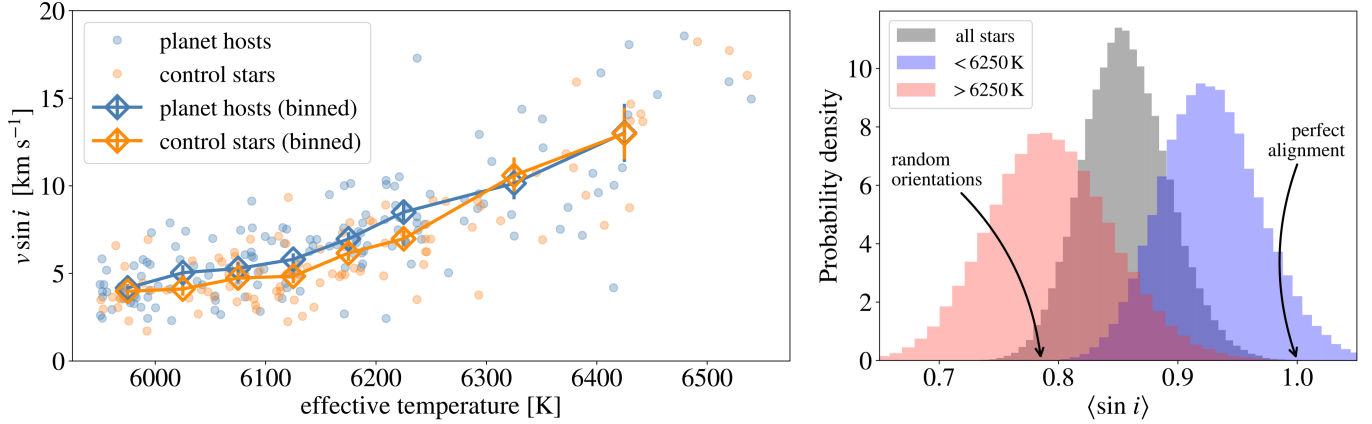 20
15
10
5
0
v sin i [km s⁻¹]
planet hosts
control stars
planet hosts (binned)
control stars (binned)
6000 6100 6200 6300 6400 6500
effective temperature [K]
10
8
6
4
2
0
Probability density
all stars
< 6250 K
> 6250 K
random
orientations
perfect
alignment
0.7 0.8 0.9 1.0
⟨sin i⟩